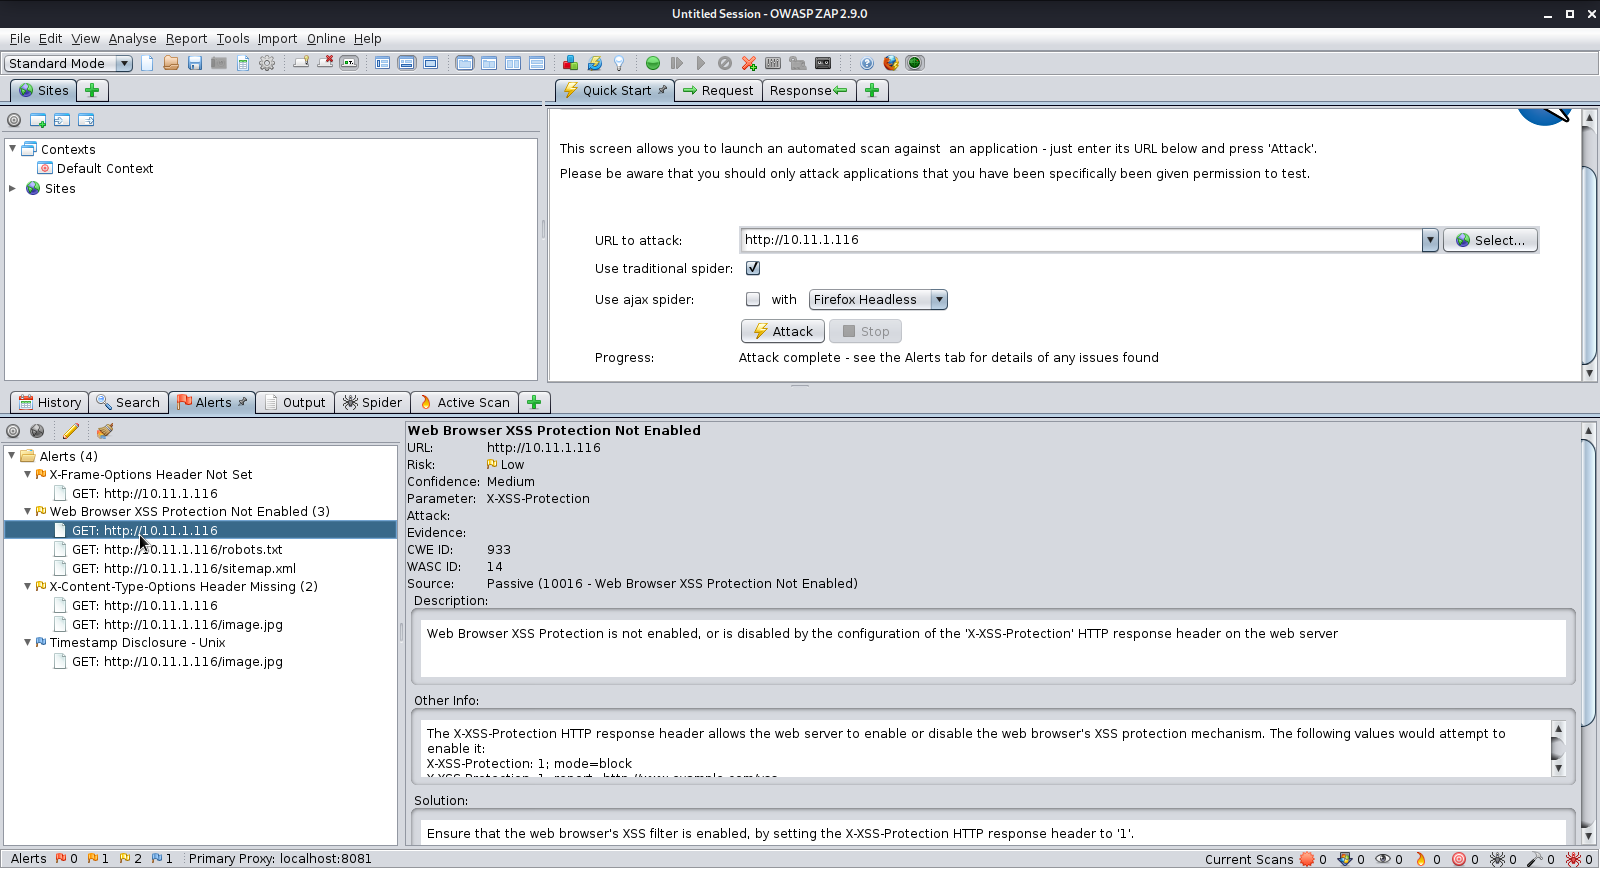 Untitled Session - OWASP ZAP 2.9.0
File Edit View Analyse Report Tools Import Online Help
Standard Mode
Sites
Quick Start
Request
Response
Contexts
Default Context
Sites
This screen allows you to launch an automated scan against  an application - just enter its URL below and press 'Attack'.
Please be aware that you should only attack applications that you have been specifically been given permission to test.
URL to attack: http://10.11.1.116 Select...
Use traditional spider:
Use ajax spider: with Firefox Headless
Attack Stop
Progress: Attack complete - see the Alerts tab for details of any issues found
History Search Alerts Output Spider Active Scan
Alerts (4)
X-Frame-Options Header Not Set
GET: http://10.11.1.116
Web Browser XSS Protection Not Enabled (3)
GET: http://10.11.1.116
GET: http://10.11.1.116/robots.txt
GET: http://10.11.1.116/sitemap.xml
X-Content-Type-Options Header Missing (2)
GET: http://10.11.1.116
GET: http://10.11.1.116/image.jpg
Timestamp Disclosure - Unix
GET: http://10.11.1.116/image.jpg
Web Browser XSS Protection Not Enabled
URL: http://10.11.1.116
Risk: Low
Confidence: Medium
Parameter: X-XSS-Protection
Attack:
Evidence:
CWE ID: 933
WASC ID: 14
Source: Passive (10016 - Web Browser XSS Protection Not Enabled)
Description:
Web Browser XSS Protection is not enabled, or is disabled by the configuration of the 'X-XSS-Protection' HTTP response header on the web server
Other Info:
The X-XSS-Protection HTTP response header allows the web server to enable or disable the web browser's XSS protection mechanism. The following values would attempt to
enable it:
X-XSS-Protection: 1; mode=block
Solution:
Ensure that the web browser's XSS filter is enabled, by setting the X-XSS-Protection HTTP response header to '1'.
Alerts 0 1 2 1 Primary Proxy: localhost:8081
Current Scans 0 0 0 0 0 0 0 0